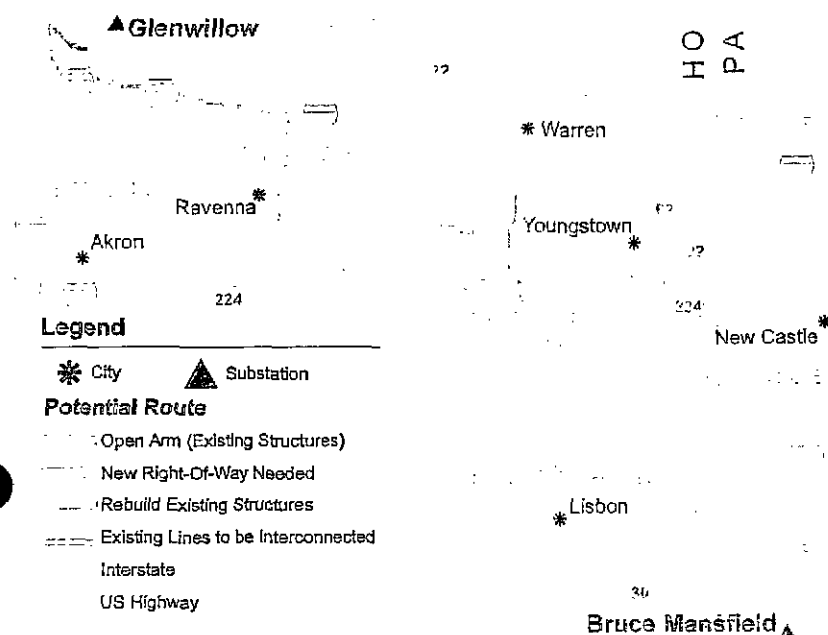 Glenwillow
OH
PA
Warren
Ravenna
Youngstown
Akron
224
224
New Castle
Legend
City
Substation
Potential Route
Open Arm (Existing Structures)
New Right-Of-Way Needed
Rebuild Existing Structures
Existing Lines to be Interconnected
Interstate
US Highway
Lisbon
30
Bruce Mansfield